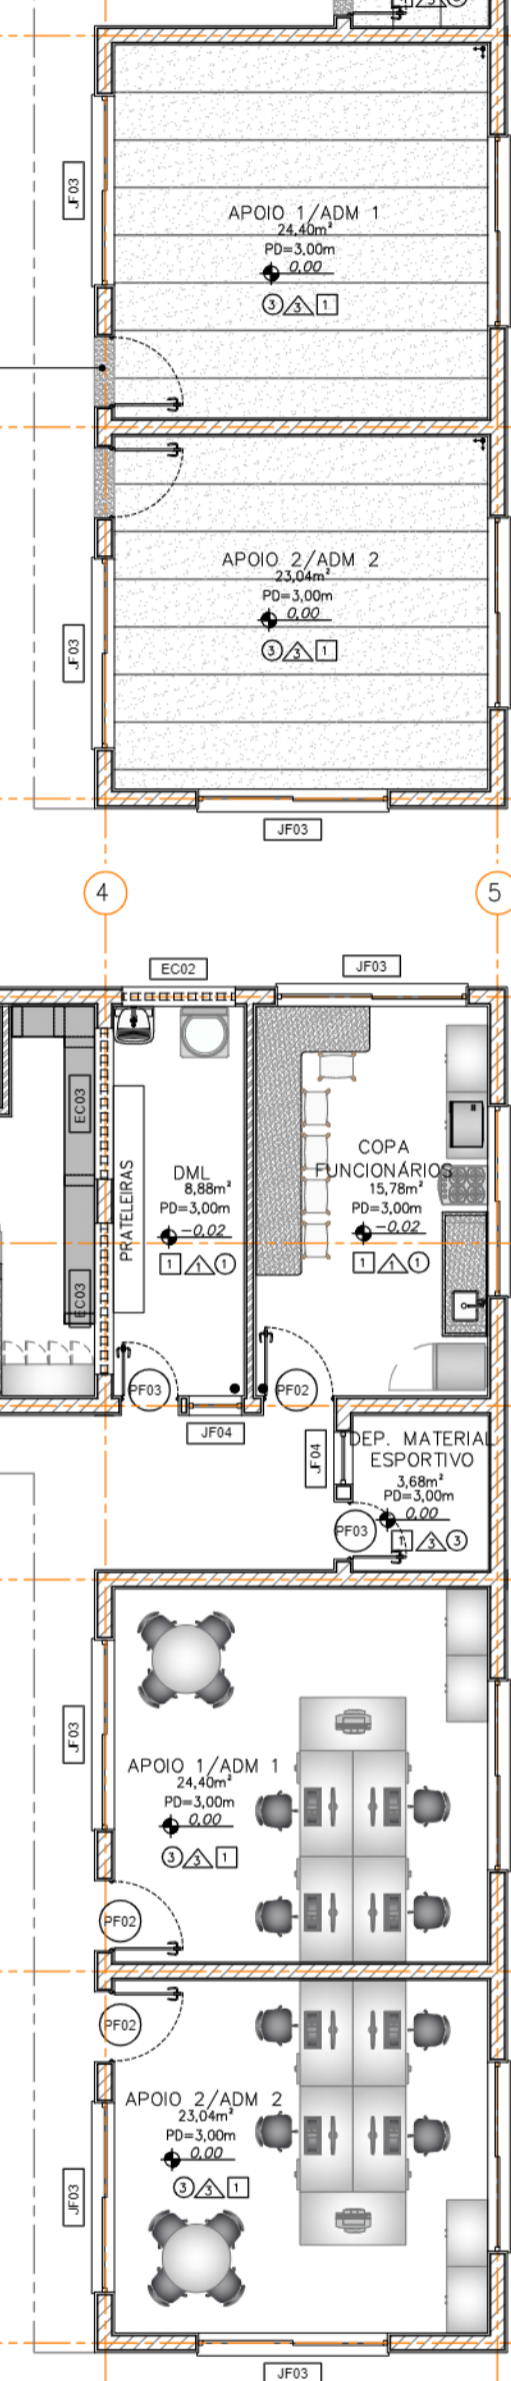 3
JF03
APOIO 1/ADM 1
24,40m²
PD=3,00m
0.00
3 3 1
APOIO 2/ADM 2
23,04m²
PD=3,00m
0.00
3 3 1
JF03
JF03
4
5
EC02
JF03
EC03
PRATELEIRAS
DML
8,88m²
PD=3,00m
-0.02
1 1 1
COPA
FUNCIONÁRIOS
15,78m²
PD=3,00m
-0.02
1 1 1
EC03
PF03
PF02
JF04
JF04
DEP. MATERIAL
ESPORTIVO
3,68m²
PD=3,00m
0.00
PF03
3 3
JF03
APOIO 1/ADM 1
24,40m²
PD=3,00m
0.00
3 3 1
PF02
PF02
APOIO 2/ADM 2
23,04m²
PD=3,00m
0.00
3 3 1
JF03
JF03